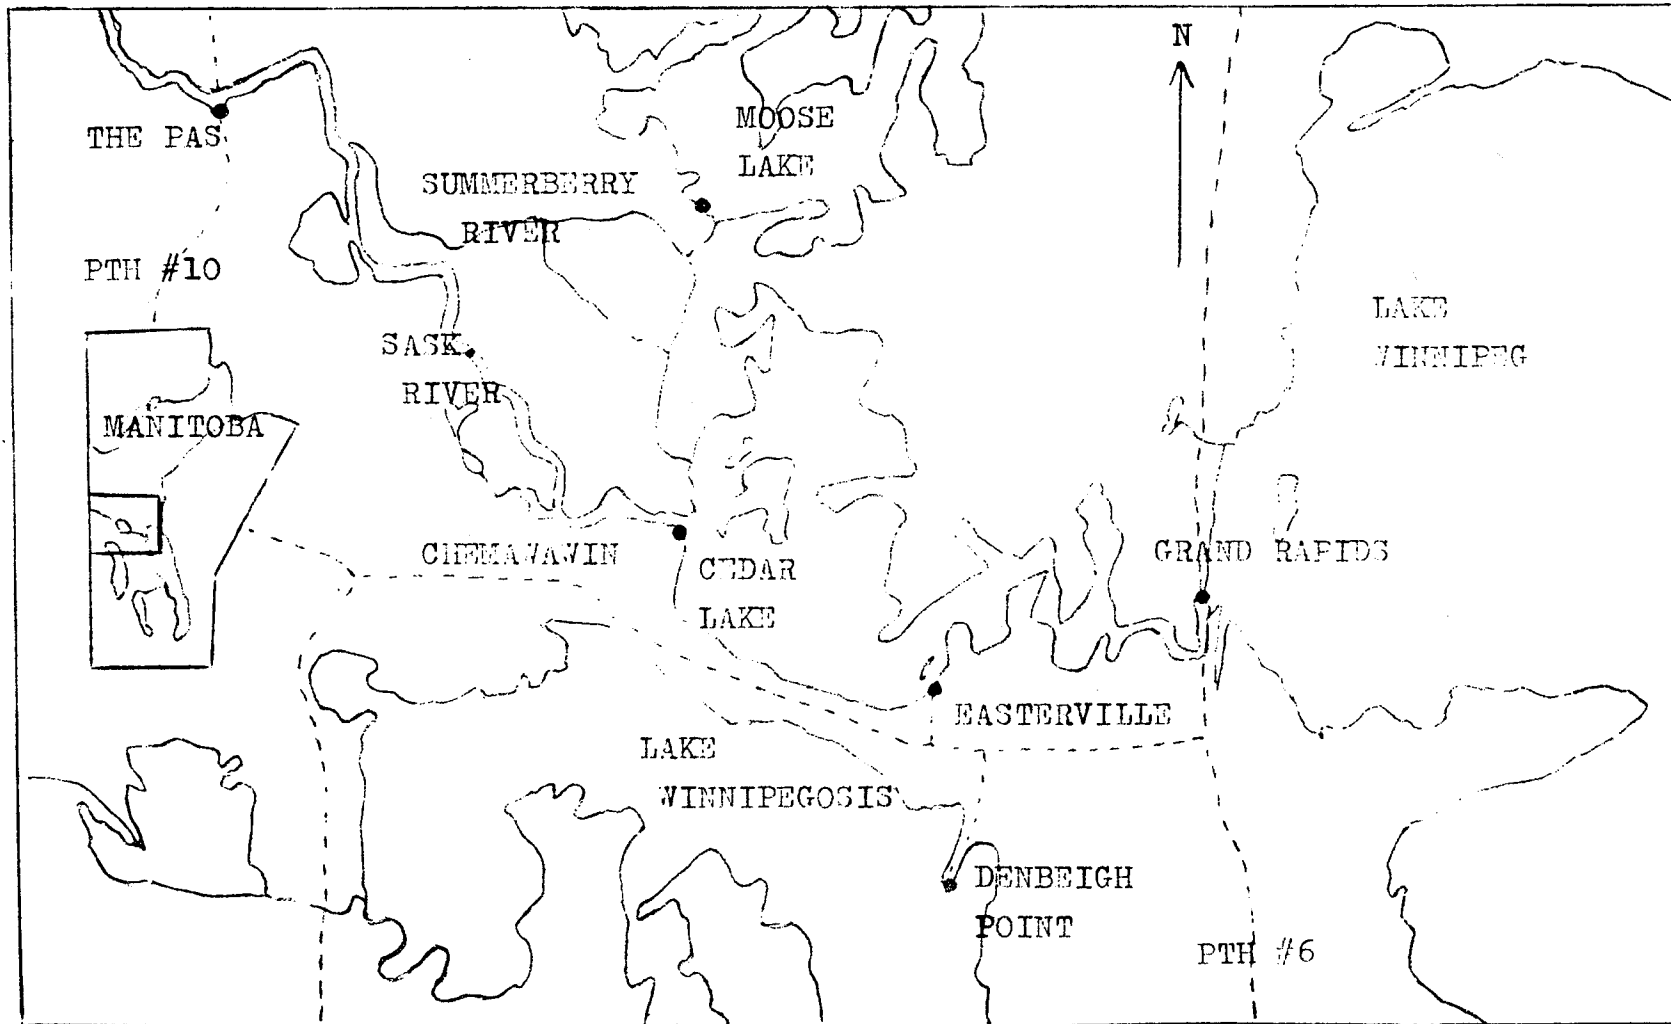 N
THE PAS
MOOSE
LAKE
SUMMERBERRY
RIVER
PTH #10
LAKE
WINNIPEG
SASK
RIVER
MANITOBA
CHEMAWAWIN
CEDAR
LAKE
GRAND RAPIDS
EASTERVILLE
LAKE
WINNIPEGOSIS
DENBEIGH
POINT
PTH #6